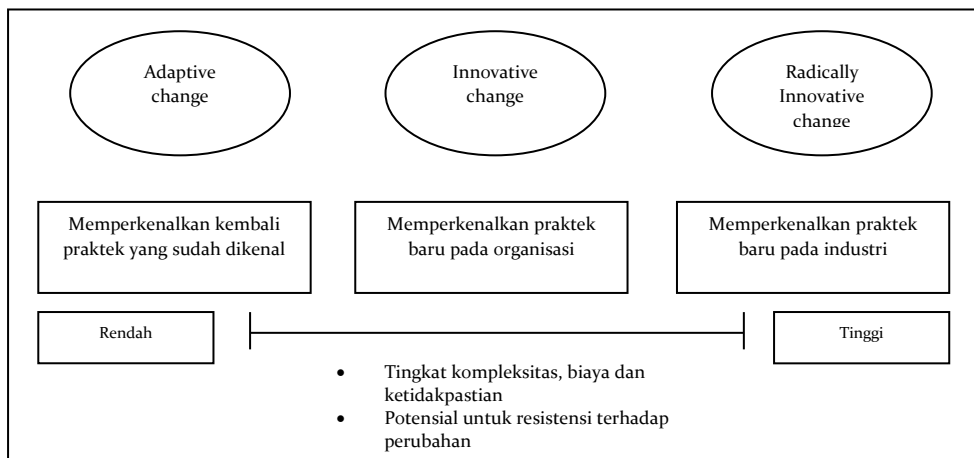 Adaptive
change
Innovative
change
Radically
Innovative
change
Memperkenalkan kembali
praktek yang sudah dikenal
Memperkenalkan praktek
baru pada organisasi
Memperkenalkan praktek
baru pada industri
Rendah
Tinggi
• Tingkat kompleksitas, biaya dan
ketidakpastian
• Potensial untuk resistensi terhadap
perubahan